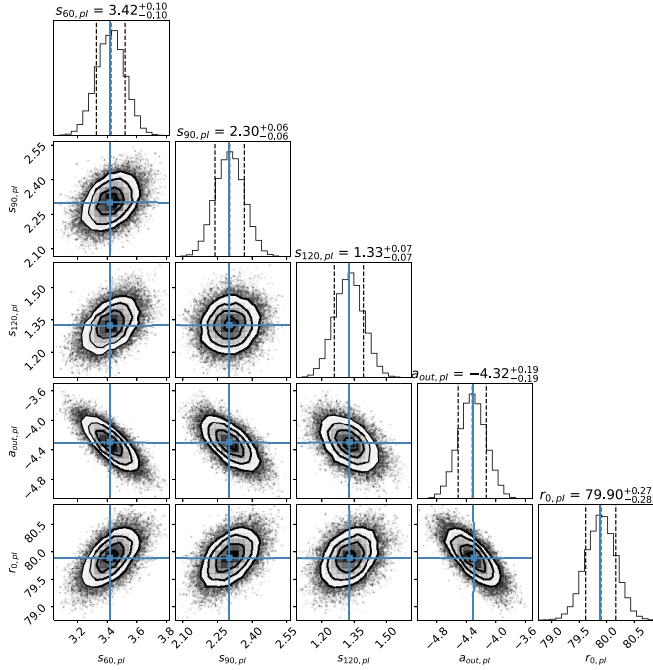 s_{60,pl} = 3.42^{+0.10}_{-0.10}
s_{90,pl} = 2.30^{+0.06}_{-0.06}
2.55
2.40
2.25
2.10
s_{90,pl}
s_{120,pl} = 1.33^{+0.07}_{-0.07}
1.50
1.35
1.20
s_{120,pl}
a_{out,pl} = −4.32^{+0.19}_{-0.19}
−3.6
−4.0
−4.4
−4.8
a_{out,pl}
r_{0,pl} = 79.90^{+0.27}_{-0.28}
80.5
80.0
79.5
79.0
r_{0,pl}
3.2 3.4 3.6 3.8 2.10 2.25 2.40 2.55 1.20 1.35 1.50 −4.8 −4.4 −4.0 −3.6 79.0 79.5 80.0 80.5
s_{60,pl} s_{90,pl} s_{120,pl} a_{out,pl} r_{0,pl}